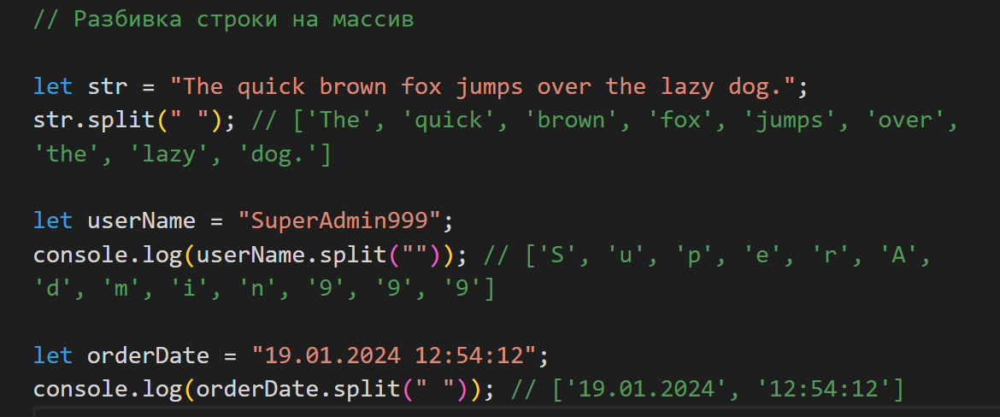 // Разбивка строки на массив
let str = "The quick brown fox jumps over the lazy dog.";
str.split(" "); // ['The', 'quick', 'brown', 'fox', 'jumps', 'over',
'the', 'lazy', 'dog.']
let userName = "SuperAdmin999";
console.log(userName.split("")); // ['S', 'u', 'p', 'e', 'r', 'A',
'd', 'm', 'i', 'n', '9', '9', '9']
let orderDate = "19.01.2024 12:54:12";
console.log(orderDate.split(" ")); // ['19.01.2024', '12:54:12']